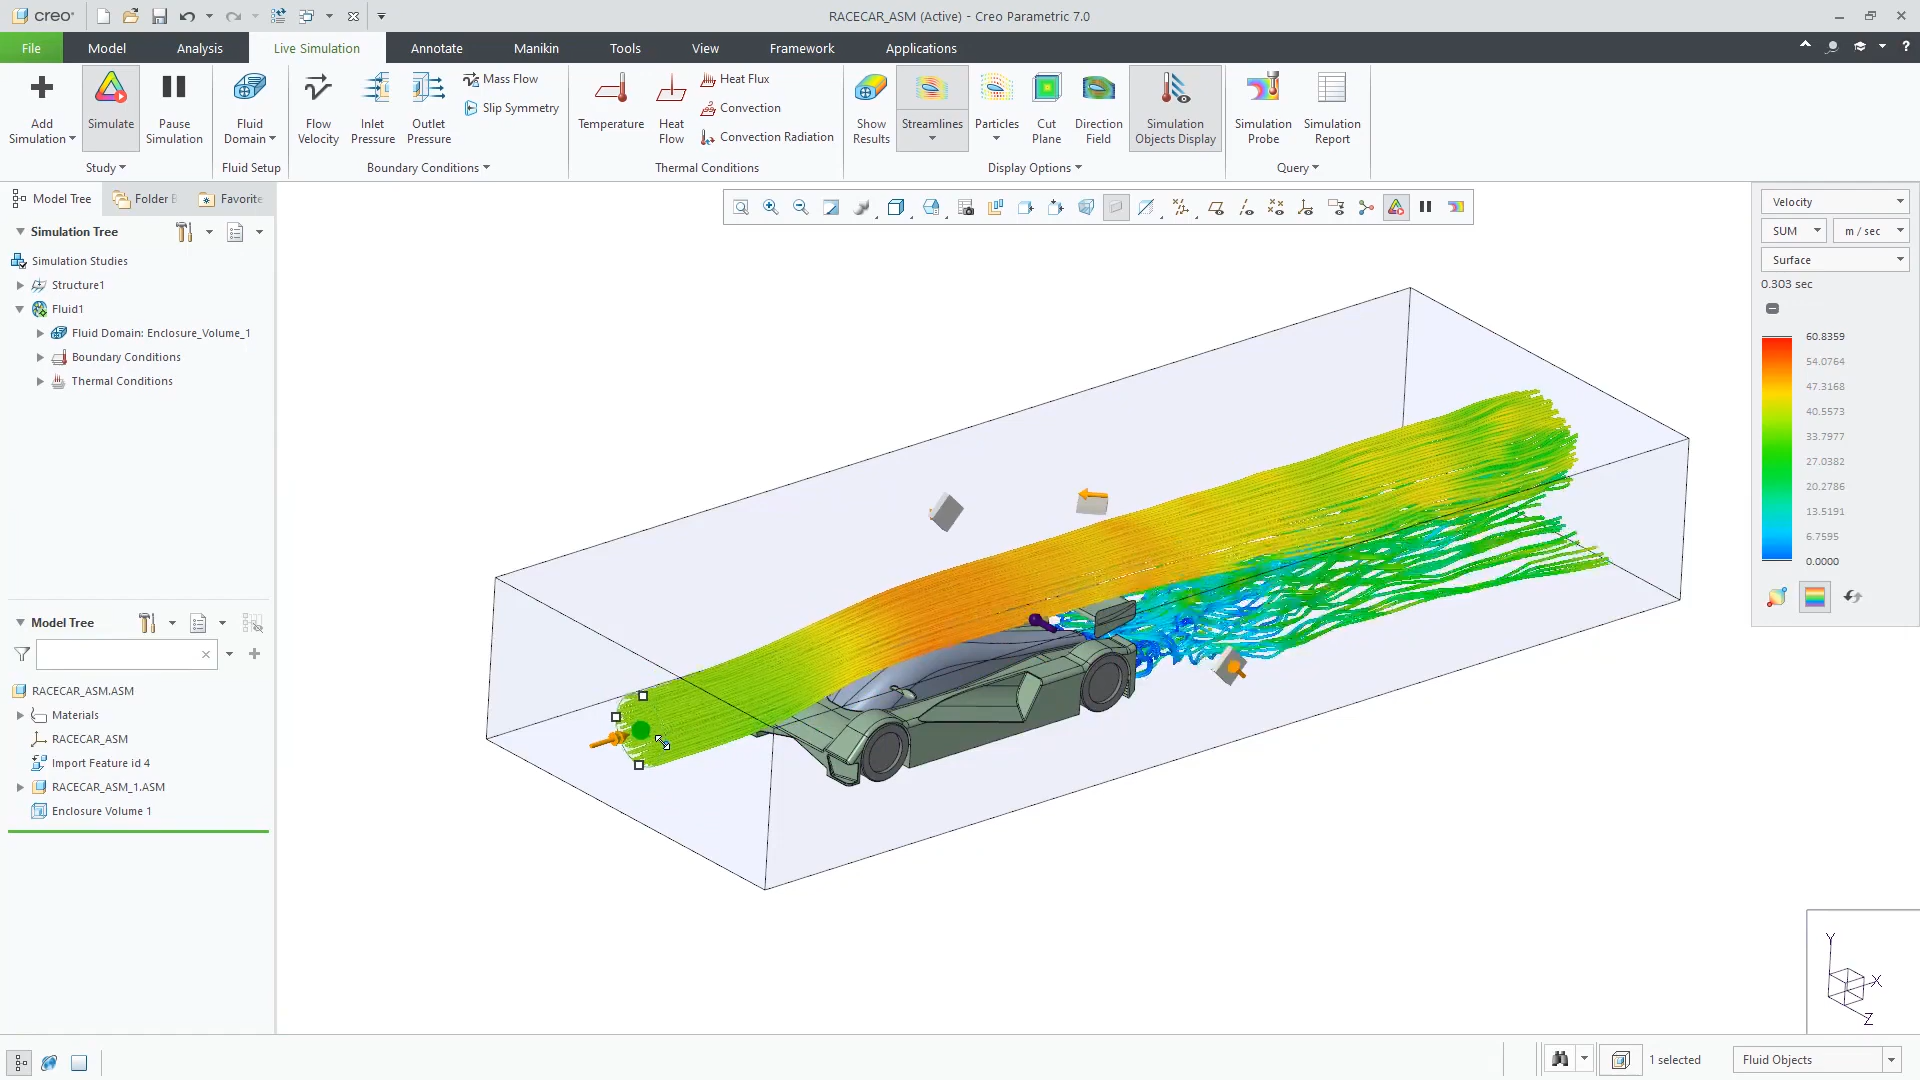 creo RACECAR_ASM (Active) - Creo Parametric 7.0
File Model Analysis Live Simulation Annotate Manikin Tools View Framework Applications
Add Simulation
Simulate
Pause Simulation
Study
Fluid Domain
Fluid Setup
Flow Velocity
Inlet Pressure
Outlet Pressure
Mass Flow
Slip Symmetry
Boundary Conditions
Temperature
Heat Flow
Heat Flux
Convection
Convection Radiation
Thermal Conditions
Show Results
Streamlines
Particles
Cut Plane
Direction Field
Simulation Objects Display
Display Options
Simulation Probe
Simulation Report
Query
Model Tree Folder B Favorite
Simulation Tree
Simulation Studies
Structure1
Fluid1
Fluid Domain: Enclosure_Volume_1
Boundary Conditions
Thermal Conditions
Model Tree
RACECAR_ASM.ASM
Materials
RACECAR_ASM
Import Feature id 4
RACECAR_ASM_1.ASM
Enclosure Volume 1
Velocity
SUM m / sec
Surface
0.303 sec
60.8359
54.0764
47.3168
40.5573
33.7977
27.0382
20.2786
13.5191
6.7595
0.0000
Y
X
Z
1 selected Fluid Objects